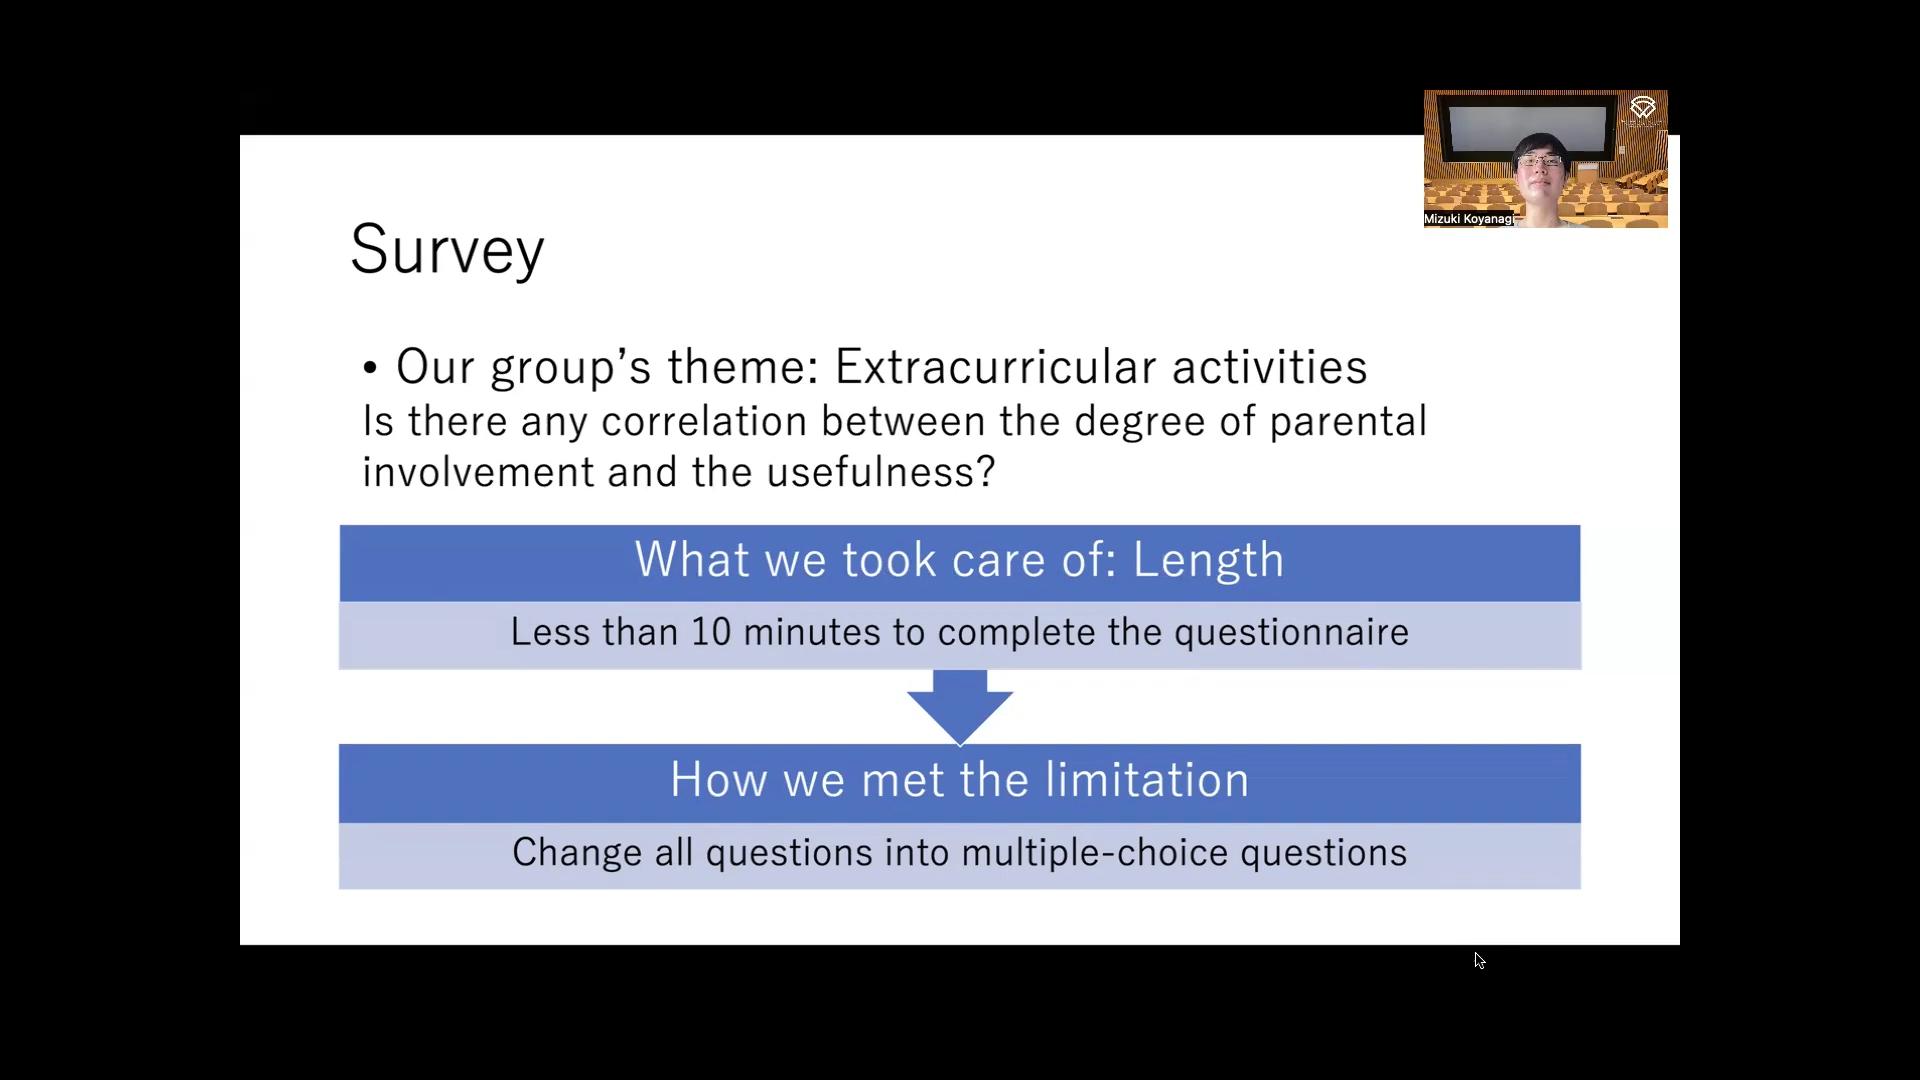 Mizuki Koyanagi
Survey
• Our group’s theme: Extracurricular activities
Is there any correlation between the degree of parental
involvement and the usefulness?
What we took care of: Length
Less than 10 minutes to complete the questionnaire
How we met the limitation
Change all questions into multiple-choice questions